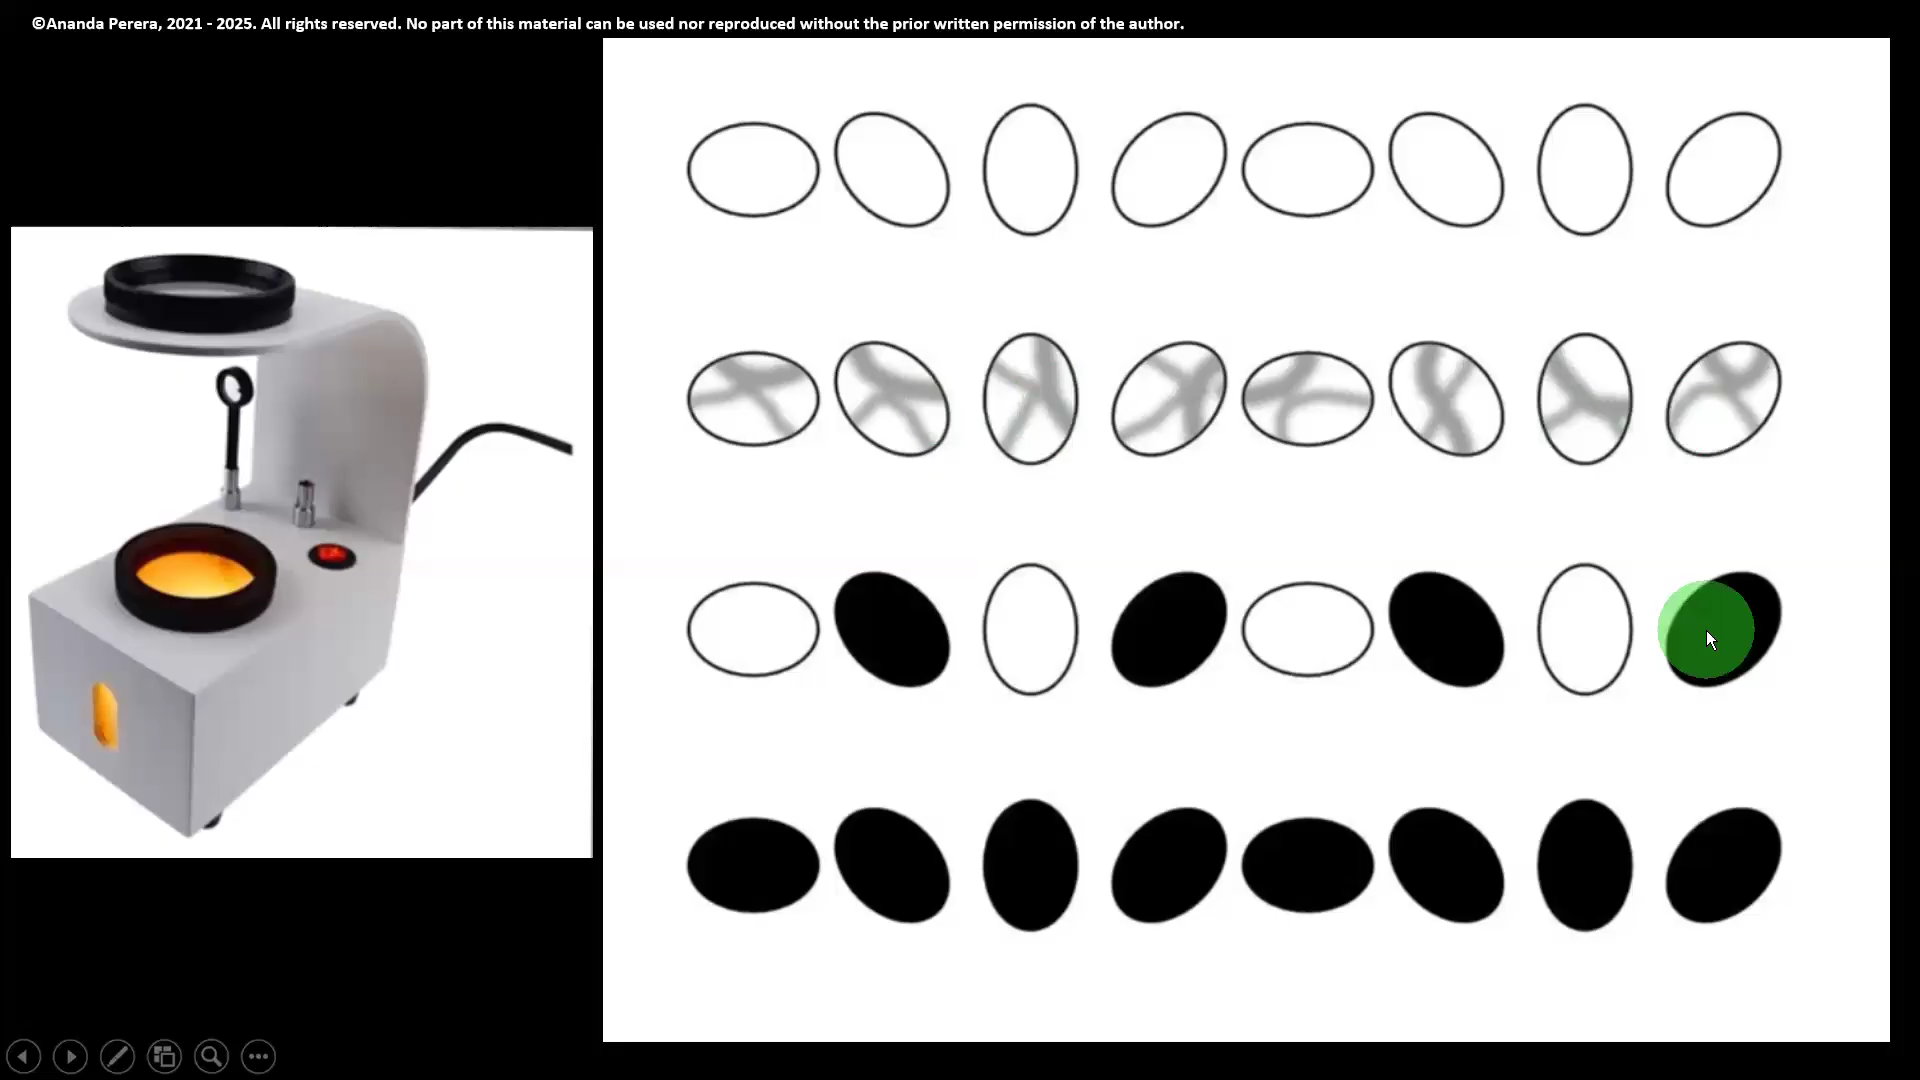 ©Ananda Perera, 2021 - 2025. All rights reserved. No part of this material can be used nor reproduced without the prior written permission of the author.